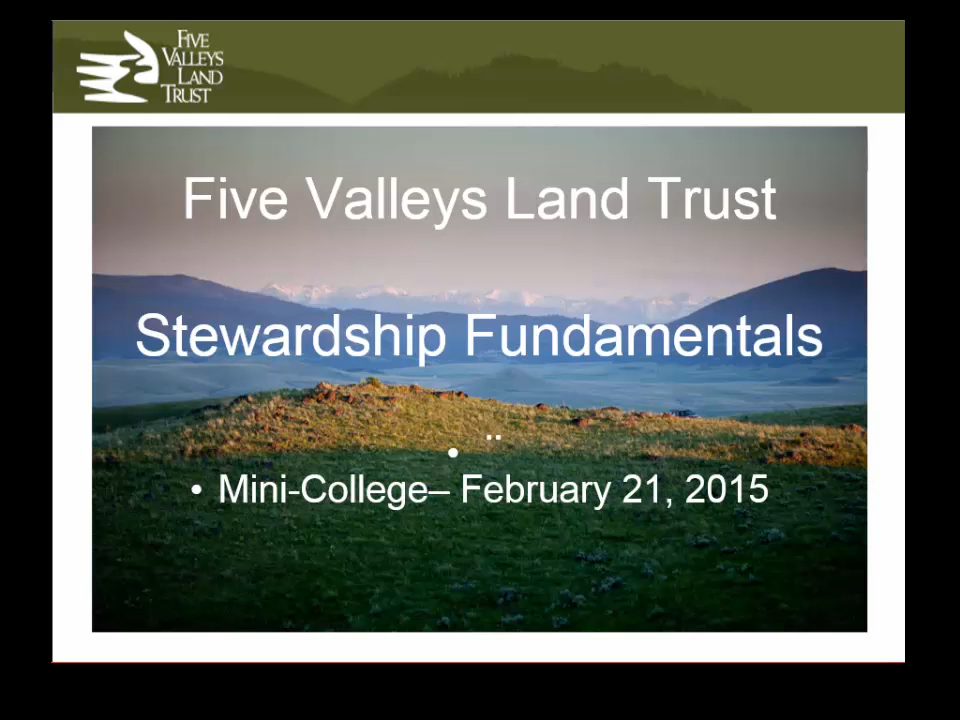 FIVE
VALLEYS
LAND
TRUST
Five Valleys Land Trust
Stewardship Fundamentals
¨
•
• Mini-College– February 21, 2015